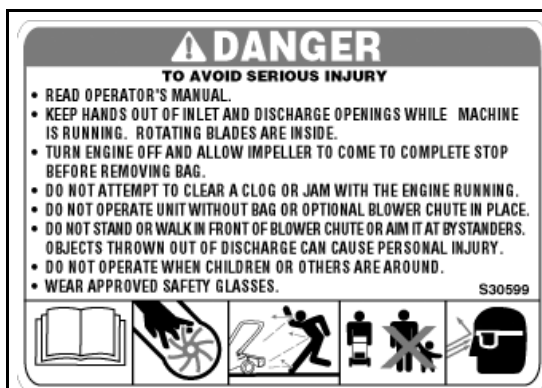 DANGER
TO AVOID SERIOUS INJURY
• READ OPERATOR'S MANUAL.
• KEEP HANDS OUT OF INLET AND DISCHARGE OPENINGS WHILE MACHINE
IS RUNNING. ROTATING BLADES ARE INSIDE.
• TURN ENGINE OFF AND ALLOW IMPELLER TO COME TO COMPLETE STOP
BEFORE REMOVING BAG.
• DO NOT ATTEMPT TO CLEAR A CLOG OR JAM WITH THE ENGINE RUNNING.
• DO NOT OPERATE UNIT WITHOUT BAG OR OPTIONAL BLOWER CHUTE IN PLACE.
• DO NOT STAND OR WALK IN FRONT OF BLOWER CHUTE OR AIM IT AT BYSTANDERS.
OBJECTS THROWN OUT OF DISCHARGE CAN CAUSE PERSONAL INJURY.
• DO NOT OPERATE WHEN CHILDREN OR OTHERS ARE AROUND.
• WEAR APPROVED SAFETY GLASSES.
S30599